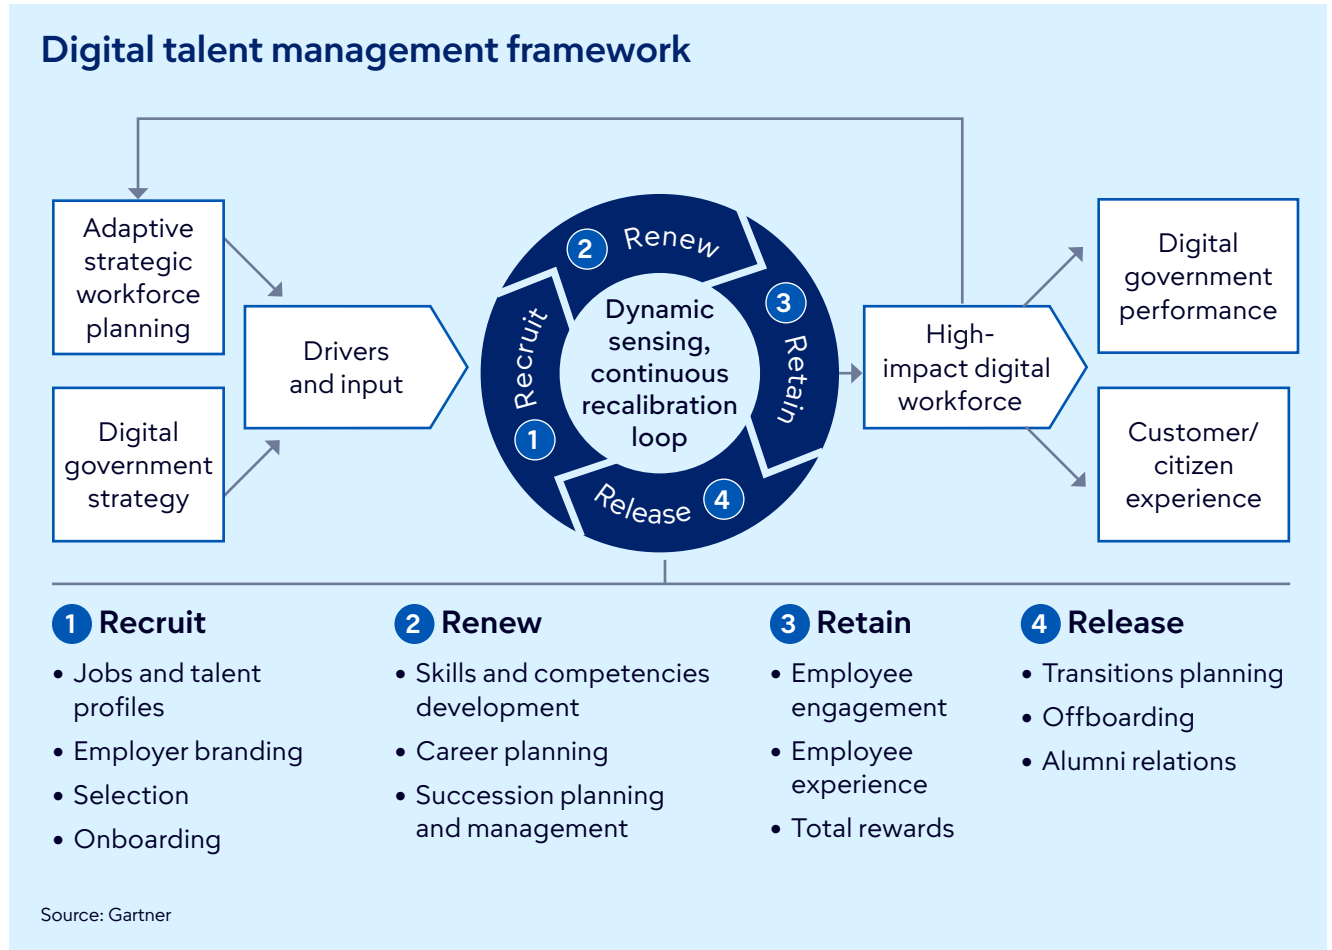 Digital talent management framework
Adaptive
strategic
workforce
planning
Digital
government
strategy
Drivers
and input
1 Recruit
2 Renew
3 Retain
Release 4
Dynamic
sensing,
continuous
recalibration
loop
High-
impact digital
workforce
Digital
government
performance
Customer/
citizen
experience
1 Recruit
• Jobs and talent
profiles
• Employer branding
• Selection
• Onboarding
2 Renew
• Skills and competencies
development
• Career planning
• Succession planning
and management
3 Retain
• Employee
engagement
• Employee
experience
• Total rewards
4 Release
• Transitions planning
• Offboarding
• Alumni relations
Source: Gartner